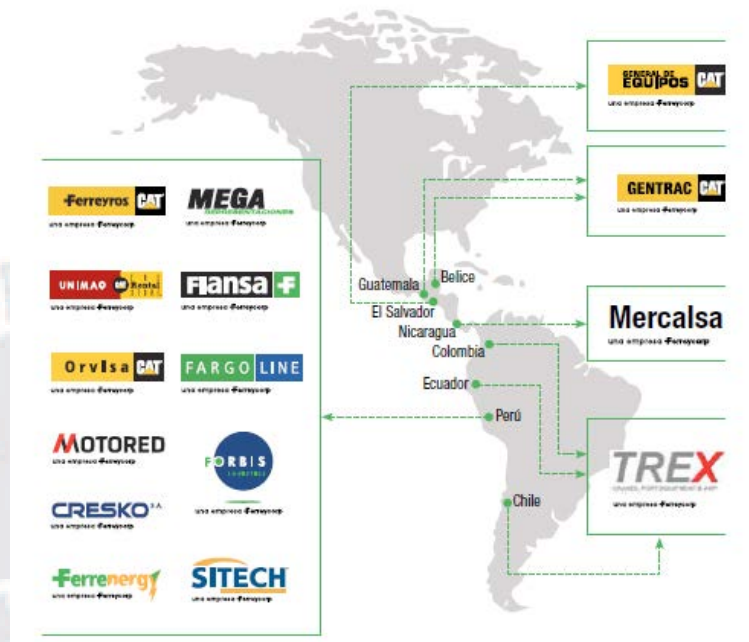 GENERAL DE
EQUIPOS CAT
una empresa Ferreycorp
GENTRAC CAT
una empresa Ferreycorp
Ferreyros CAT
una empresa Ferreycorp
MEGA
REPRESENTACIONES
una empresa Ferreycorp
UNIMAQ CAT Rental
una empresa Ferreycorp
Fiansa F
una empresa Ferreycorp
Orvisa CAT
una empresa Ferreycorp
FARGO LINE
una empresa Ferreycorp
MOTORED
una empresa Ferreycorp
FORBIS
LOGISTICS
una empresa Ferreycorp
CRESKO S.A.
una empresa Ferreycorp
Ferrenergy
una empresa Ferreycorp
SITECH
una empresa Ferreycorp
Guatemala
Belice
El Salvador
Nicaragua
Colombia
Ecuador
Perú
Chile
Mercalsa
una empresa Ferreycorp
TREX
una empresa Ferreycorp